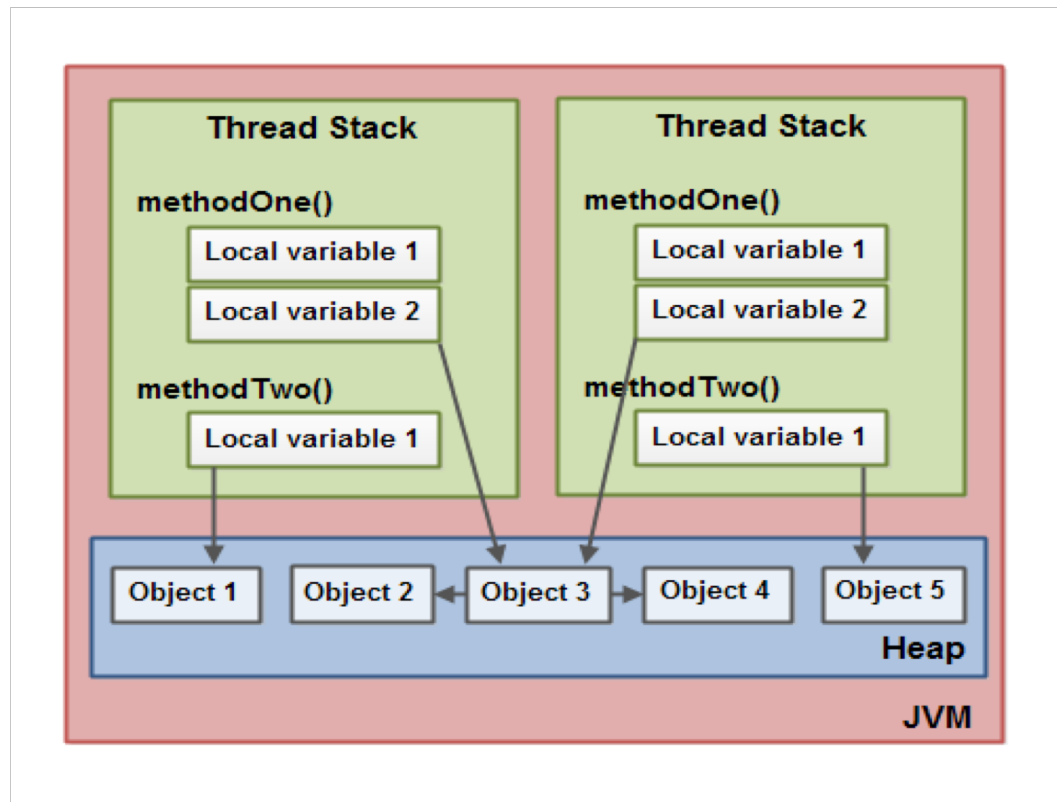 Thread Stack
methodOne()
Local variable 1
Local variable 2
methodTwo()
Local variable 1
Thread Stack
methodOne()
Local variable 1
Local variable 2
methodTwo()
Local variable 1
Object 1
Object 2
Object 3
Object 4
Object 5
Heap
JVM